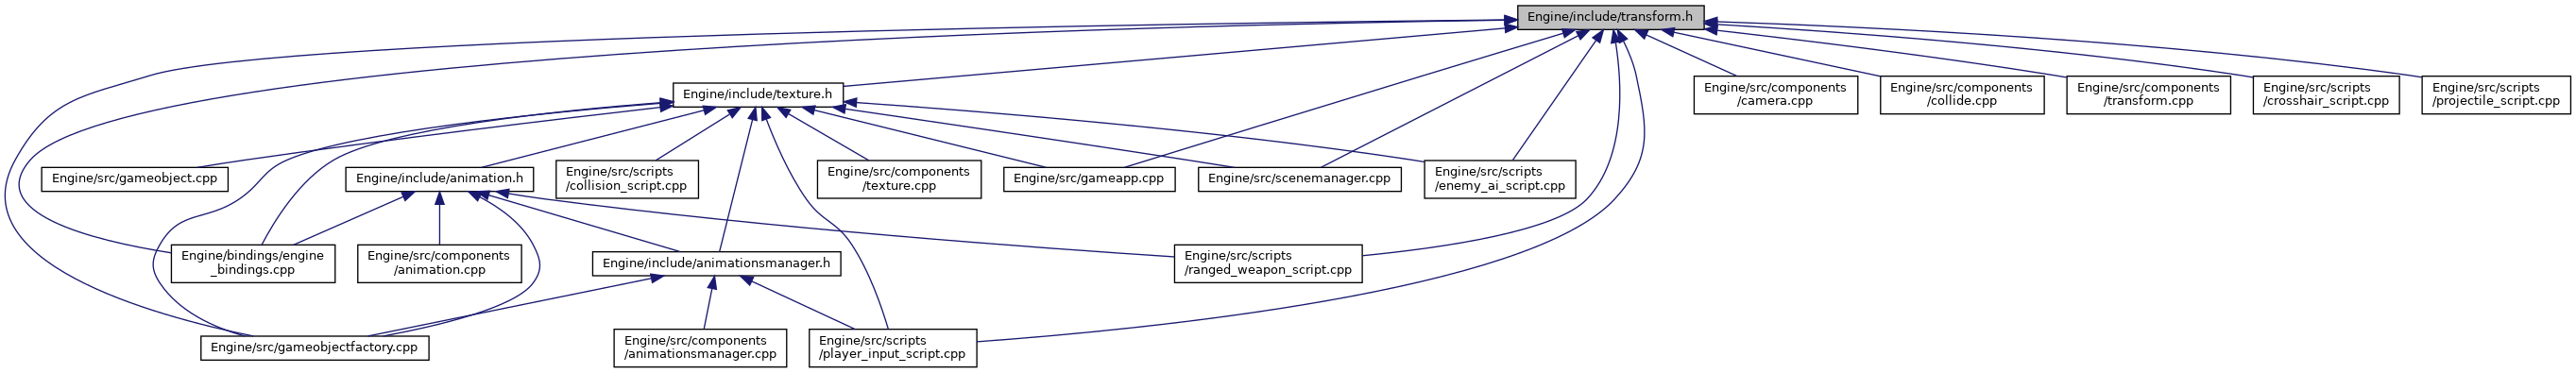 Engine/include/transform.h
Engine/include/texture.h
Engine/src/components
/camera.cpp
Engine/src/components
/collide.cpp
Engine/src/components
/transform.cpp
Engine/src/scripts
/crosshair_script.cpp
Engine/src/scripts
/projectile_script.cpp
Engine/src/gameobject.cpp
Engine/include/animation.h
Engine/src/scripts
/collision_script.cpp
Engine/src/components
/texture.cpp
Engine/src/gameapp.cpp
Engine/src/scenemanager.cpp
Engine/src/scripts
/enemy_ai_script.cpp
Engine/bindings/engine
_bindings.cpp
Engine/src/components
/animation.cpp
Engine/include/animationsmanager.h
Engine/src/scripts
/ranged_weapon_script.cpp
Engine/src/gameobjectfactory.cpp
Engine/src/components
/animationsmanager.cpp
Engine/src/scripts
/player_input_script.cpp